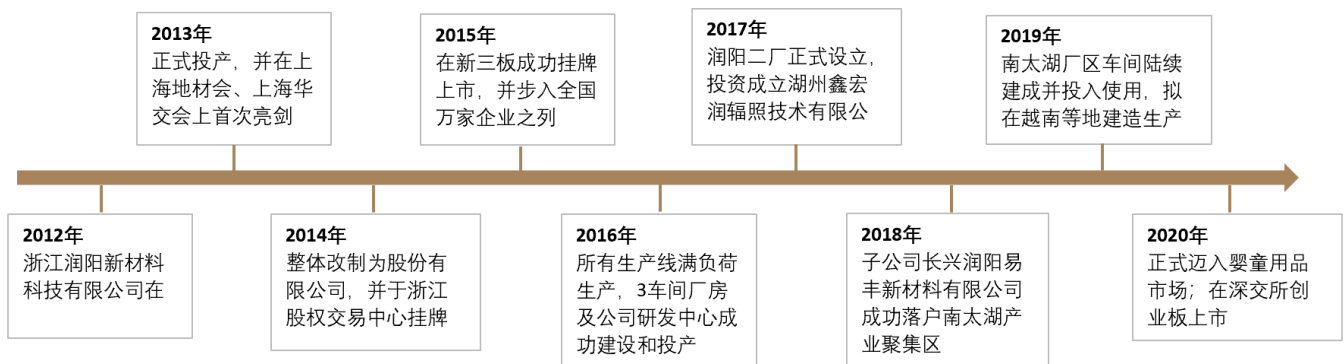 2013年
正式投产，并在上
海地材会、上海华
交会上首次亮剑
2015年
在新三板成功挂牌
上市，并步入全国
万家企业之列
2017年
润阳二厂正式设立，
投资成立湖州鑫宏
润辐照技术有限公
2019年
南太湖厂区车间陆续
建成并投入使用，拟
在越南等地建造生产
2012年
浙江润阳新材料
科技有限公司在
2014年
整体改制为股份有
限公司，并于浙江
股权交易中心挂牌
2016年
所有生产线满负荷
生产，3车间厂房
及公司研发中心成
功建设和投产
2018年
子公司长兴润阳易
丰新材料有限公司
成功落户南太湖产
业聚集区
2020年
正式迈入婴童用品
市场；在深交所创
业板上市